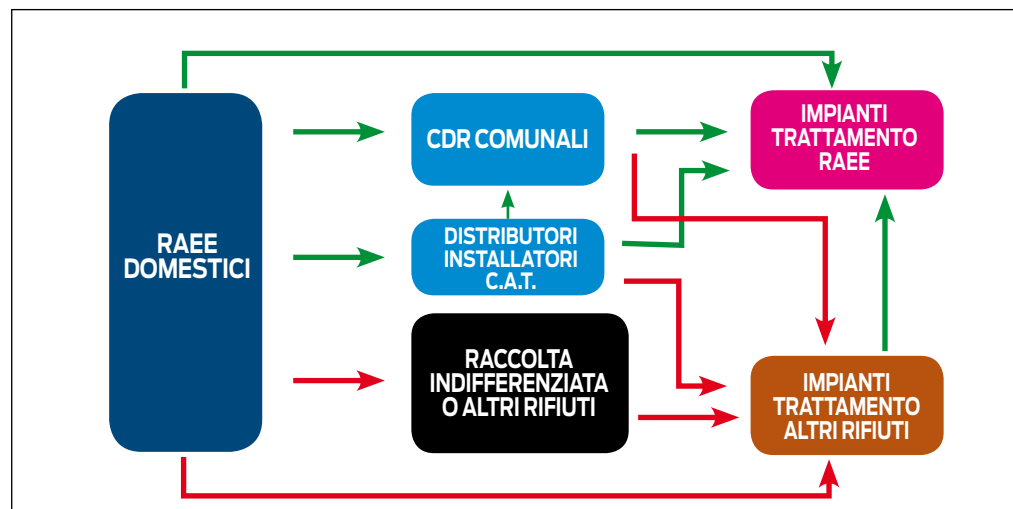 RAEE
DOMESTICI
CDR COMUNALI
DISTRIBUTORI
INSTALLATORI
C.A.T.
RACCOLTA
INDIFFERENZIATA
O ALTRI RIFIUTI
IMPIANTI
TRATTAMENTO
RAEE
IMPIANTI
TRATTAMENTO
ALTRI RIFIUTI